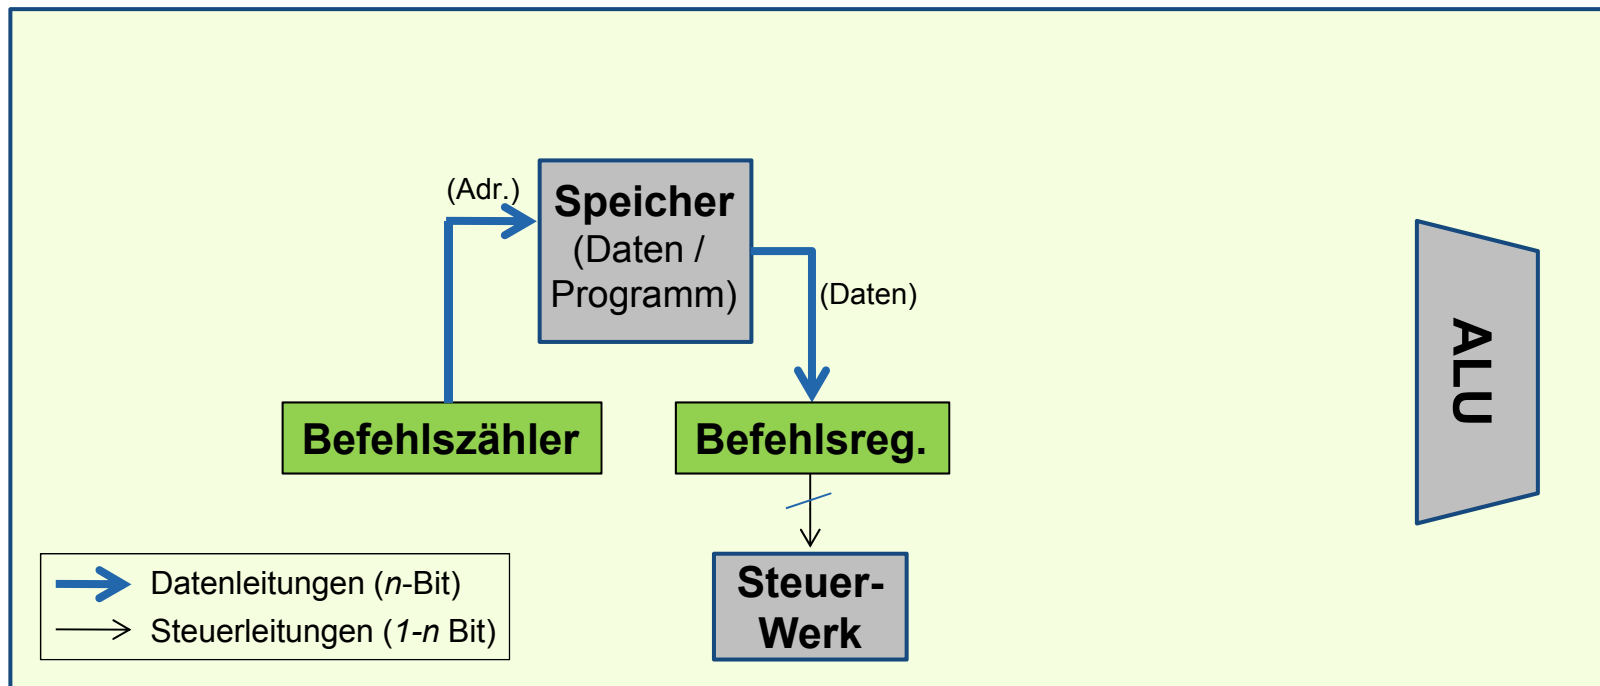 (Adr.)
Speicher
(Daten /
Programm)
(Daten)
ALU
Befehlszähler
Befehlsreg.
Steuer-
Werk
Datenleitungen (n-Bit)
Steuerleitungen (1-n Bit)